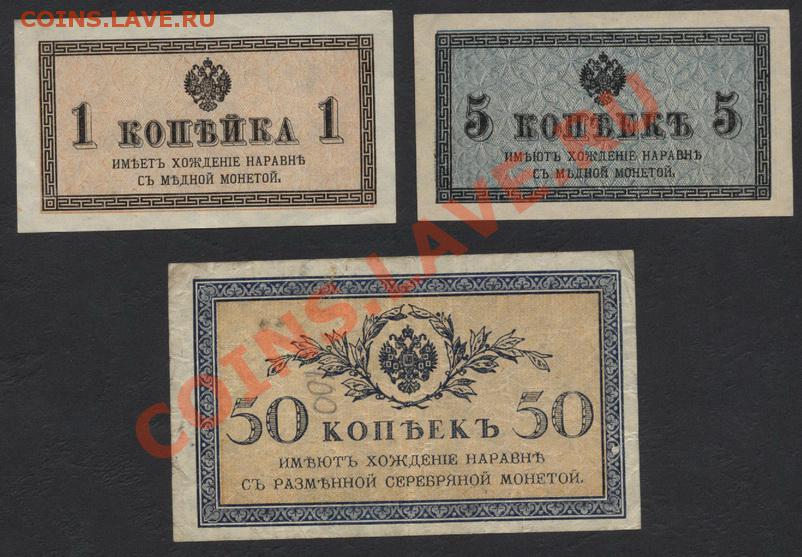 COINS.LAVE.RU
1 КОПѢЙКА 1
ИМѢЕТЪ ХОЖДЕНІЕ НАРАВНѢ
СЪ МѢДНОЙ МОНЕТОЙ.
5 КОПѢЕКЪ 5
ИМѢЮТЪ ХОЖДЕНІЕ НАРАВНѢ
СЪ МѢДНОЙ МОНЕТОЙ.
50 КОПѢЕКЪ 50
ИМѢЮТЪ ХОЖДЕНІЕ НАРАВНѢ
СЪ РАЗМѢННОЙ СЕРЕБРЯНОЙ МОНЕТОЙ.
COINS.LAVE.RU